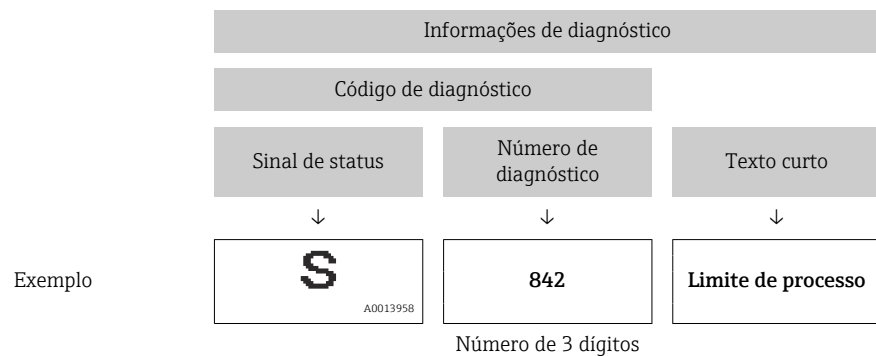 Informações de diagnóstico
Código de diagnóstico
Sinal de status
Número de
diagnóstico
Texto curto
↓ ↓ ↓
Exemplo
S
A0013958
842
Limite de processo
Número de 3 dígitos